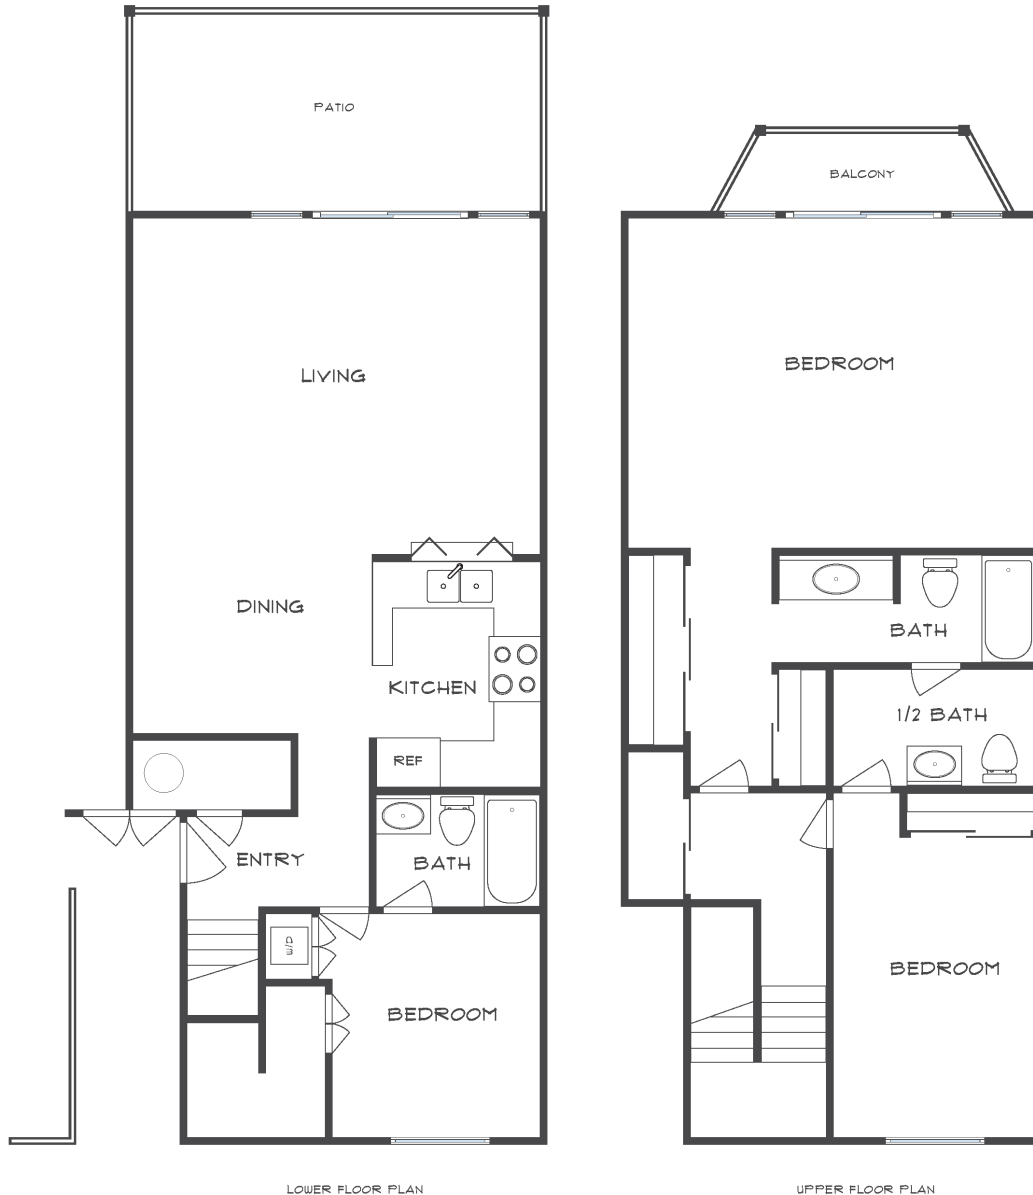 PATIO
LIVING
DINING
KITCHEN
REF
BATH
ENTRY
W/D
BEDROOM
LOWER FLOOR PLAN
BALCONY
BEDROOM
BATH
1/2 BATH
BEDROOM
UPPER FLOOR PLAN